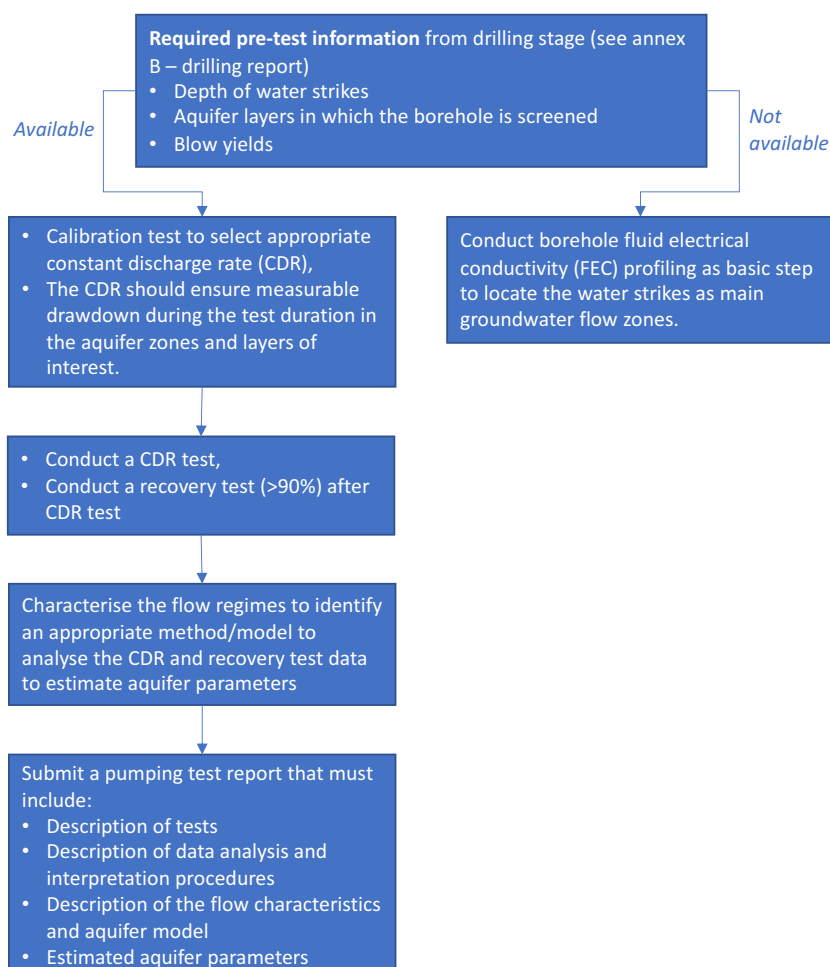 Required pre-test information from drilling stage (see annex
B – drilling report)
• Depth of water strikes
• Aquifer layers in which the borehole is screened
• Blow yields
Available
Not
available
• Calibration test to select appropriate
constant discharge rate (CDR),
• The CDR should ensure measurable
drawdown during the test duration in
the aquifer zones and layers of
interest.
Conduct borehole fluid electrical
conductivity (FEC) profiling as basic step
to locate the water strikes as main
groundwater flow zones.
• Conduct a CDR test,
• Conduct a recovery test (>90%) after
CDR test
Characterise the flow regimes to identify
an appropriate method/model to
analyse the CDR and recovery test data
to estimate aquifer parameters
Submit a pumping test report that must
include:
• Description of tests
• Description of data analysis and
interpretation procedures
• Description of the flow characteristics
and aquifer model
• Estimated aquifer parameters